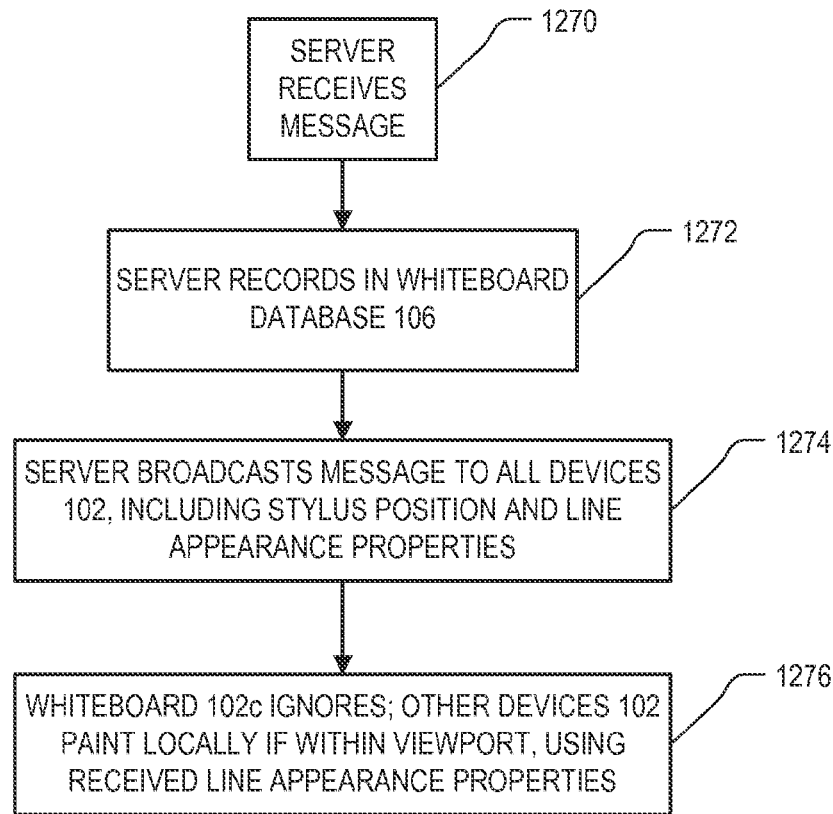 1270
SERVER
RECEIVES
MESSAGE
1272
SERVER RECORDS IN WHITEBOARD
DATABASE 106
1274
SERVER BROADCASTS MESSAGE TO ALL DEVICES
102, INCLUDING STYLUS POSITION AND LINE
APPEARANCE PROPERTIES
1276
WHITEBOARD 102c IGNORES; OTHER DEVICES 102
PAINT LOCALLY IF WITHIN VIEWPORT, USING
RECEIVED LINE APPEARANCE PROPERTIES